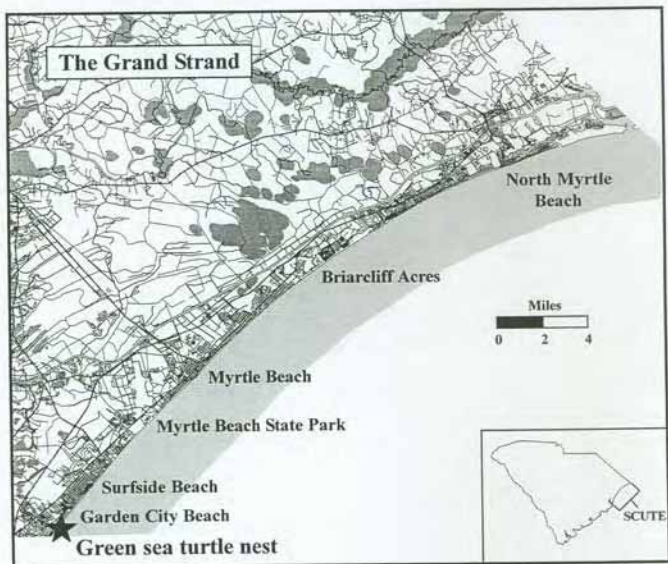 The Grand Strand
North Myrtle
Beach
Briarcliff Acres
Miles
0 2 4
Myrtle Beach
Myrtle Beach State Park
Surfside Beach
Garden City Beach
Green sea turtle nest
SCUTE